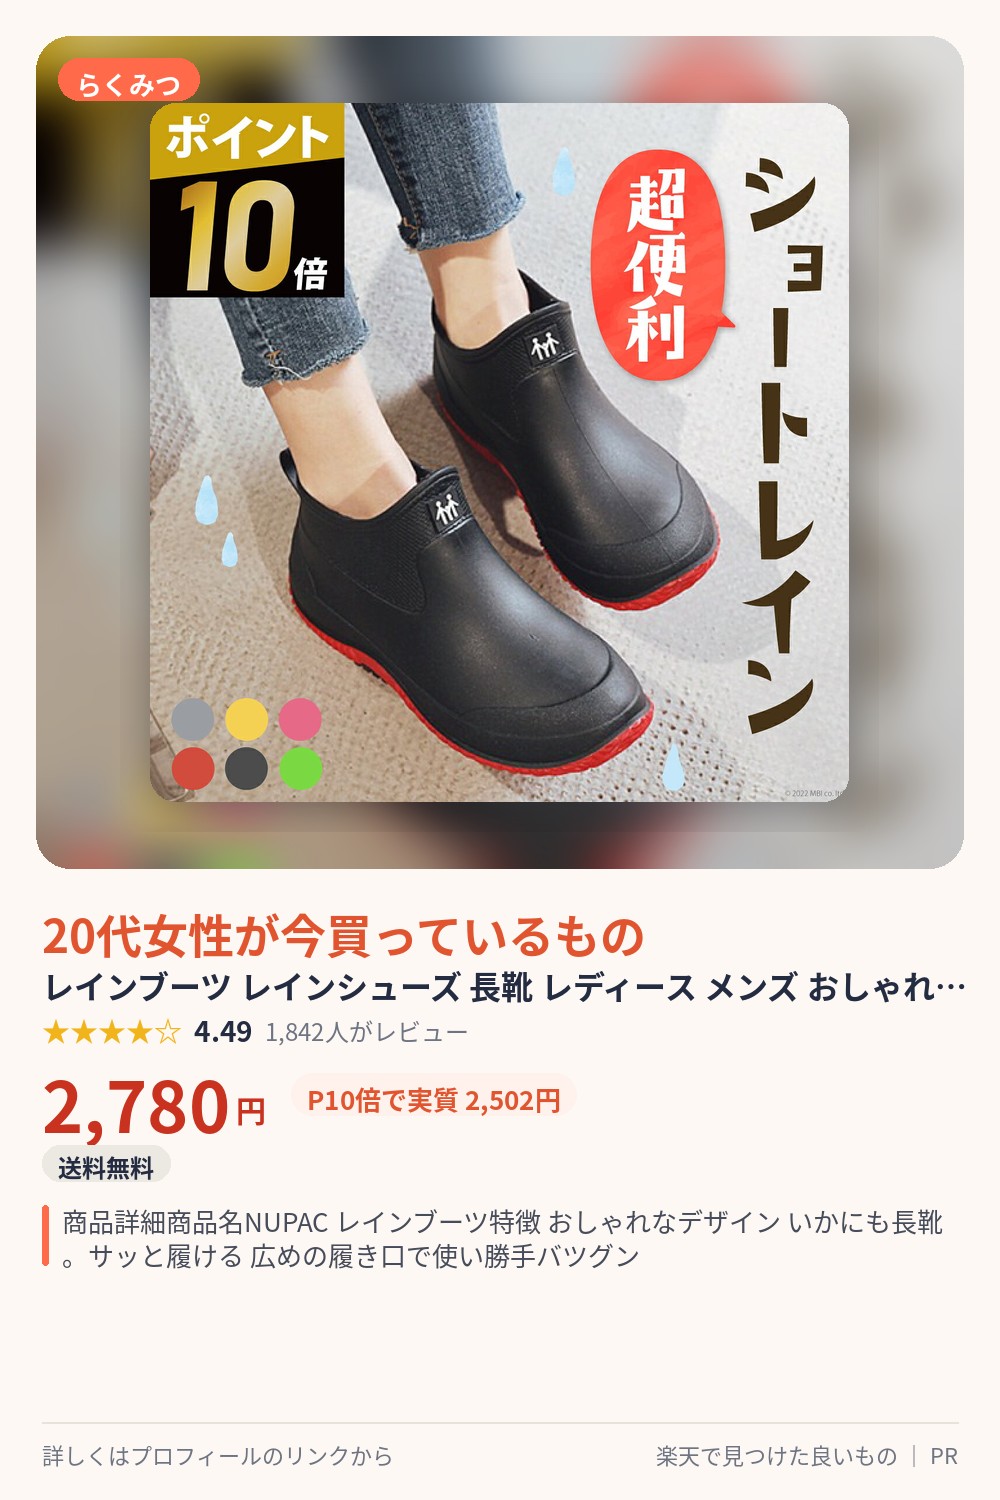 らくみつ
ポイント
10倍
超便利
ショートレイン
© 2022 MBI co. ltd
20代女性が今買っているもの
レインブーツ レインシューズ 長靴 レディース メンズ おしゃれ…
★★★★☆ 4.49 1,842人がレビュー
2,780円 P10倍で実質 2,502円
送料無料
商品詳細商品名NUPAC レインブーツ特徴 おしゃれなデザイン いかにも長靴
。サッと履ける 広めの履き口で使い勝手バツグン
詳しくはプロフィールのリンクから
楽天で見つけた良いもの | PR